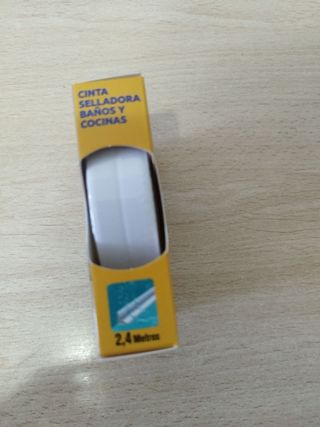 CINTA
SELLADORA
BAÑOS Y
COCINAS
2,4 Metros